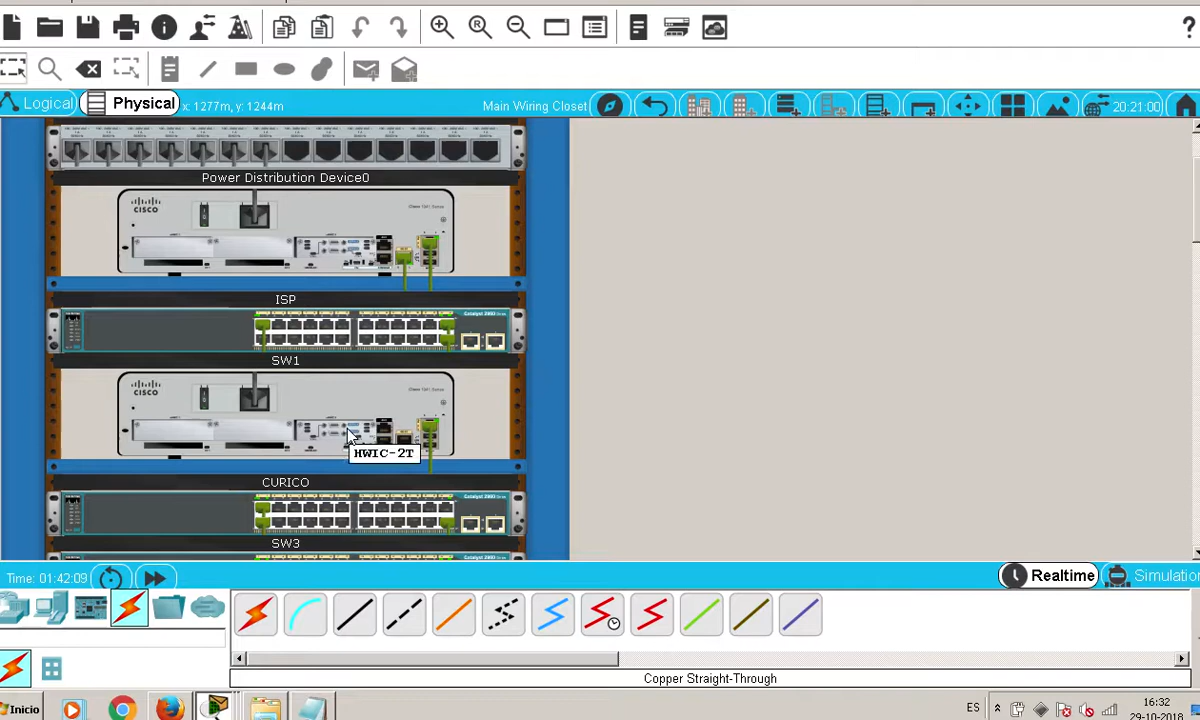 Logical
Physical
x: 1277m, y: 1244m
Main Wiring Closet
20:21:00
Power Distribution Device0
CISCO
ISP
SW1
CISCO
HWIC-2T
CURICO
SW3
Time: 01:42:09
Realtime
Simulation
Copper Straight-Through
Inicio
ES
16:32
29-10-2018